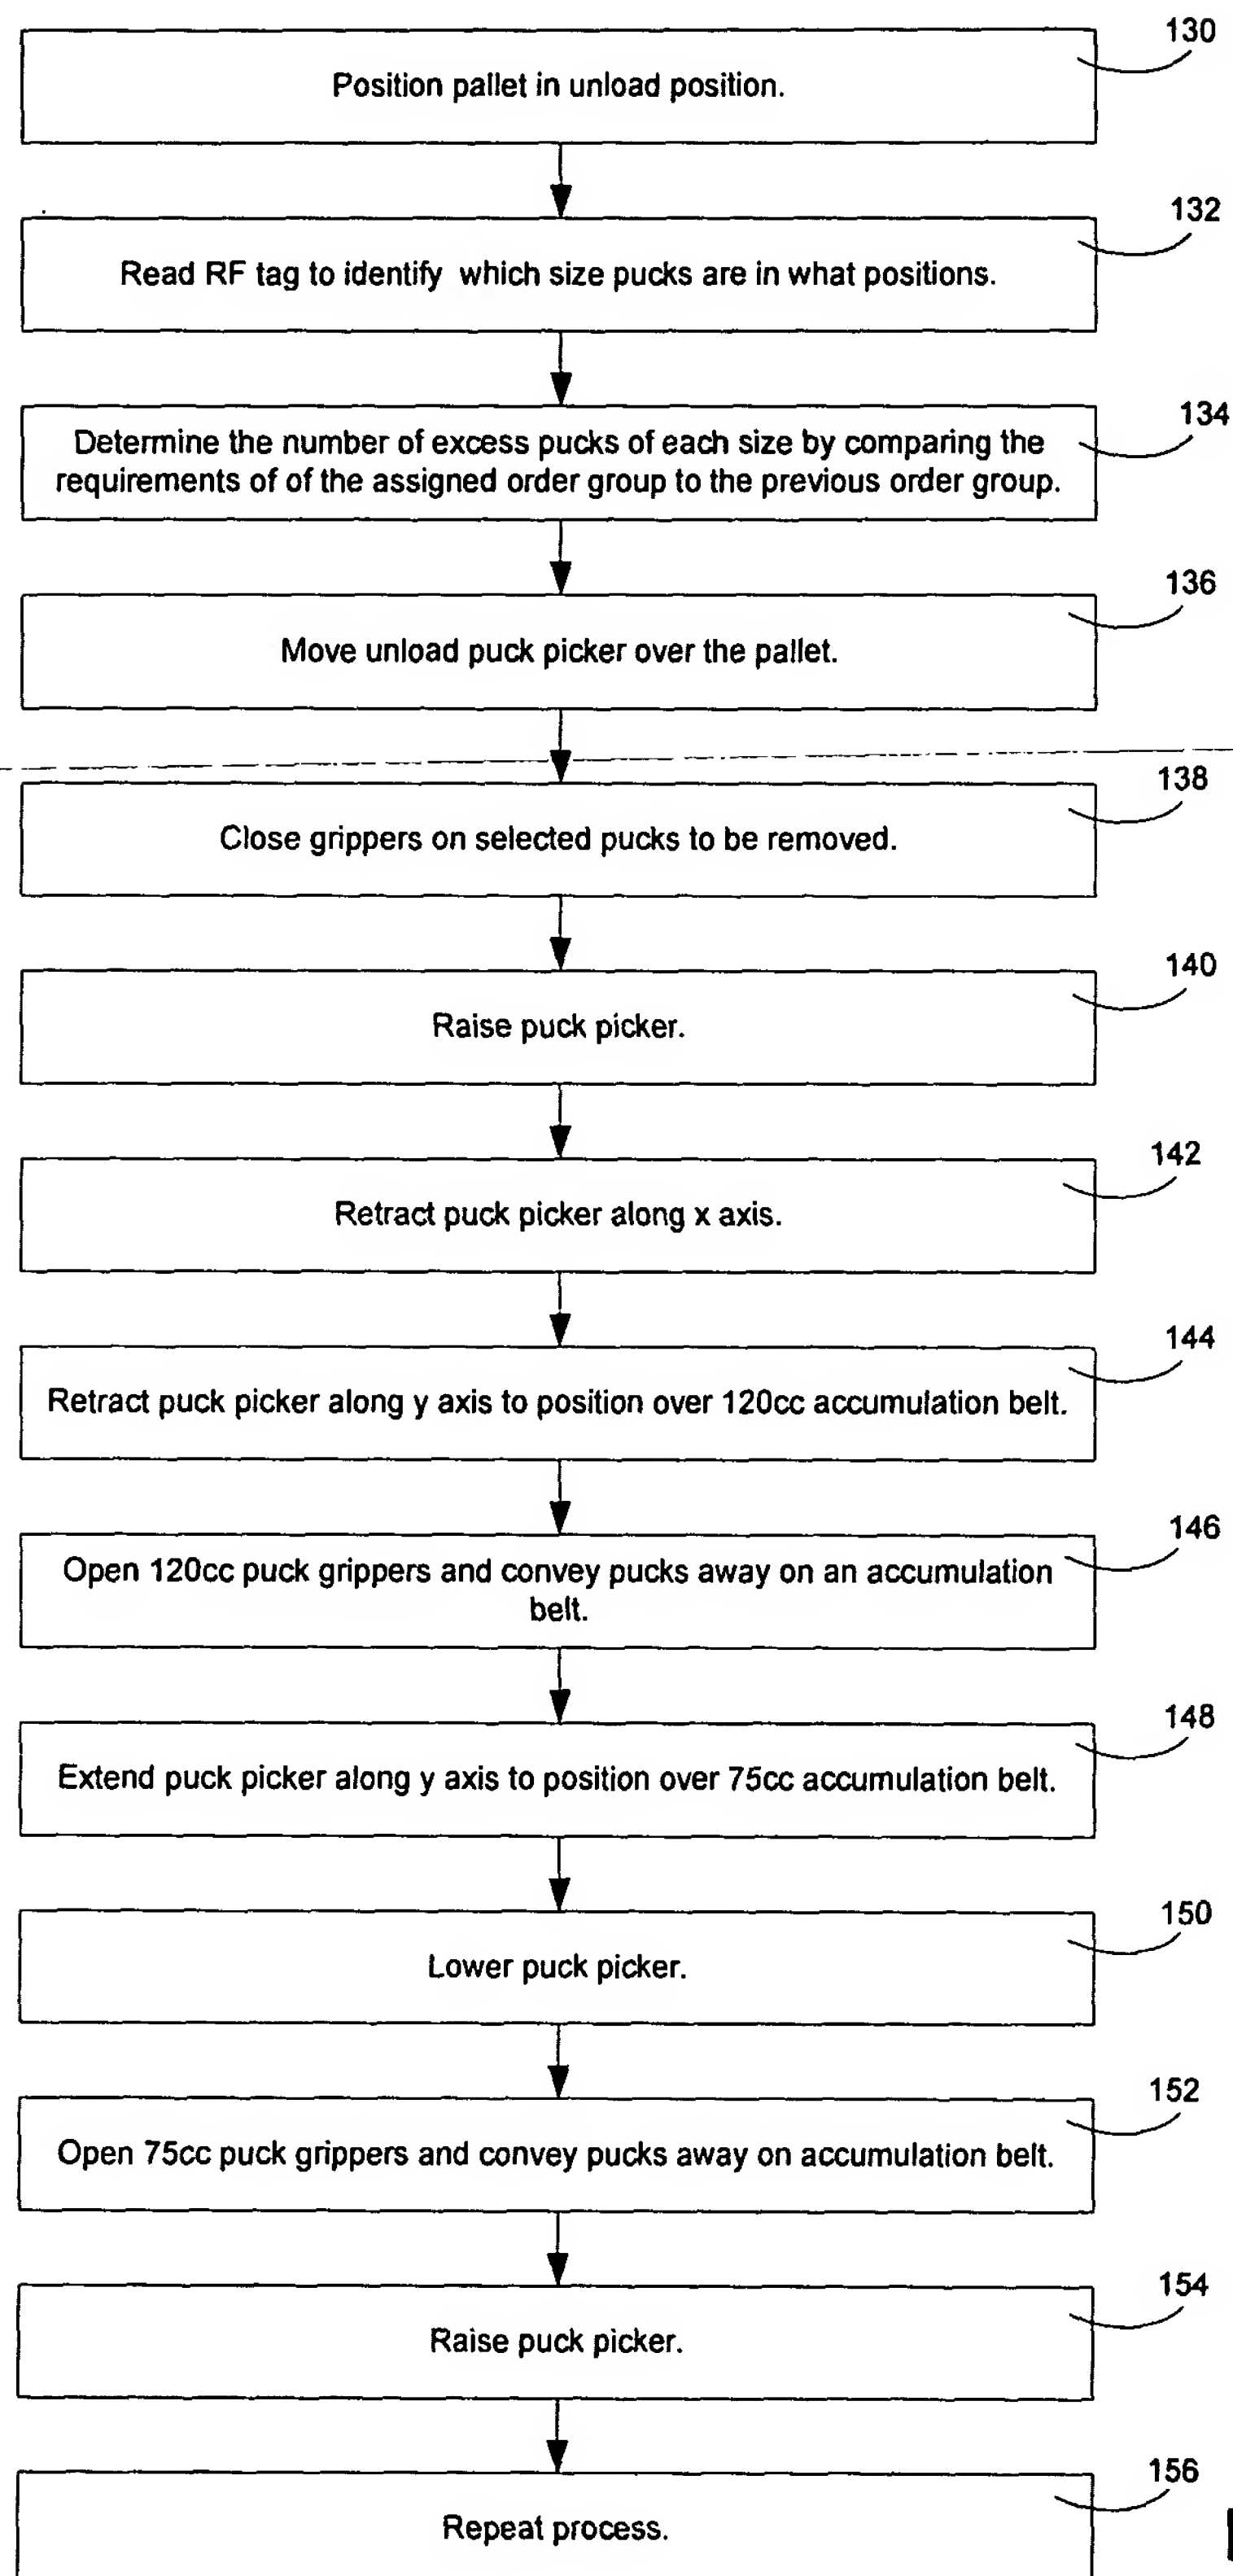 130
Position pallet in unload position.
132
Read RF tag to identify which size pucks are in what positions.
134
Determine the number of excess pucks of each size by comparing the
requirements of of the assigned order group to the previous order group.
136
Move unload puck picker over the pallet.
138
Close grippers on selected pucks to be removed.
140
Raise puck picker.
142
Retract puck picker along x axis.
144
Retract puck picker along y axis to position over 120cc accumulation belt.
146
Open 120cc puck grippers and convey pucks away on an accumulation
belt.
148
Extend puck picker along y axis to position over 75cc accumulation belt.
150
Lower puck picker.
152
Open 75cc puck grippers and convey pucks away on accumulation belt.
154
Raise puck picker.
156
Repeat process.